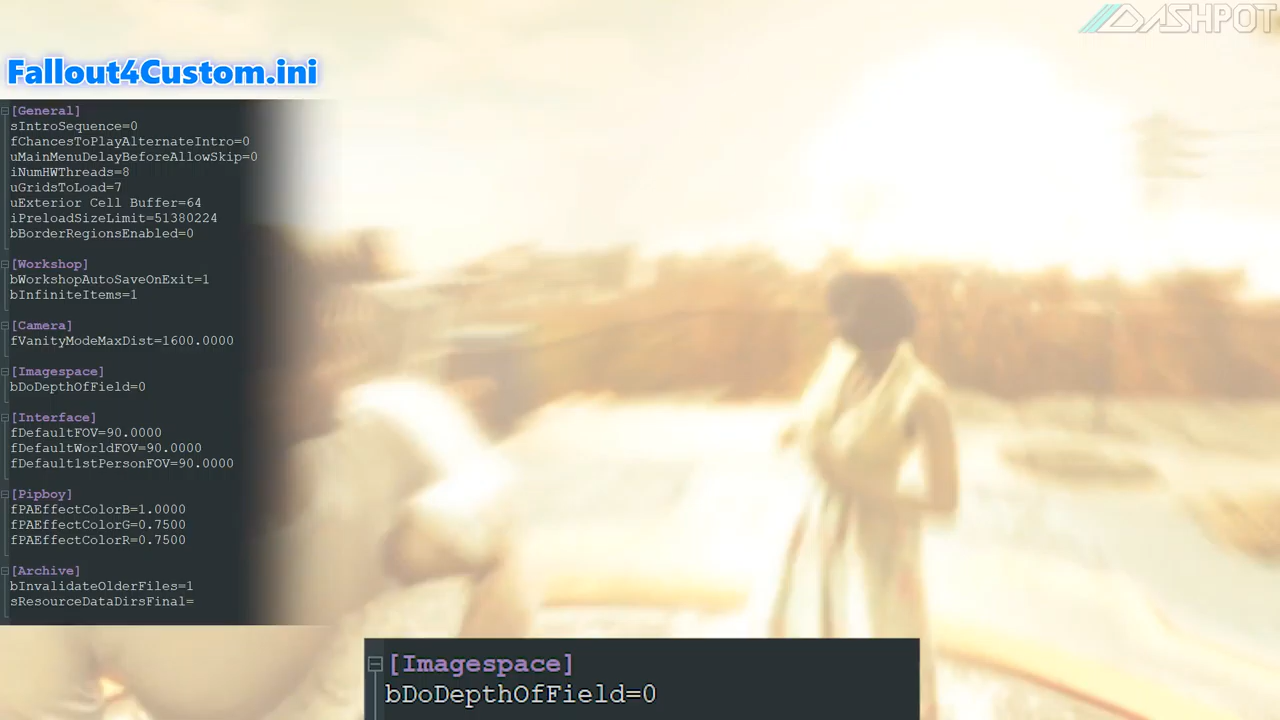 DASHPOT
Fallout4Custom.ini
[General]
sIntroSequence=0
fChancesToPlayAlternateIntro=0
uMainMenuDelayBeforeAllowSkip=0
iNumHWThreads=8
uGridsToLoad=7
uExterior Cell Buffer=64
iPreloadSizeLimit=51380224
bBorderRegionsEnabled=0
[Workshop]
bWorkshopAutoSaveOnExit=1
bInfiniteItems=1
[Camera]
fVanityModeMaxDist=1600.0000
[Imagespace]
bDoDepthOfField=0
[Interface]
fDefaultFOV=90.0000
fDefaultWorldFOV=90.0000
fDefault1stPersonFOV=90.0000
[Pipboy]
fPAEffectColorB=1.0000
fPAEffectColorG=0.7500
fPAEffectColorR=0.7500
[Archive]
bInvalidateOlderFiles=1
sResourceDataDirsFinal=
[Imagespace]
bDoDepthOfField=0